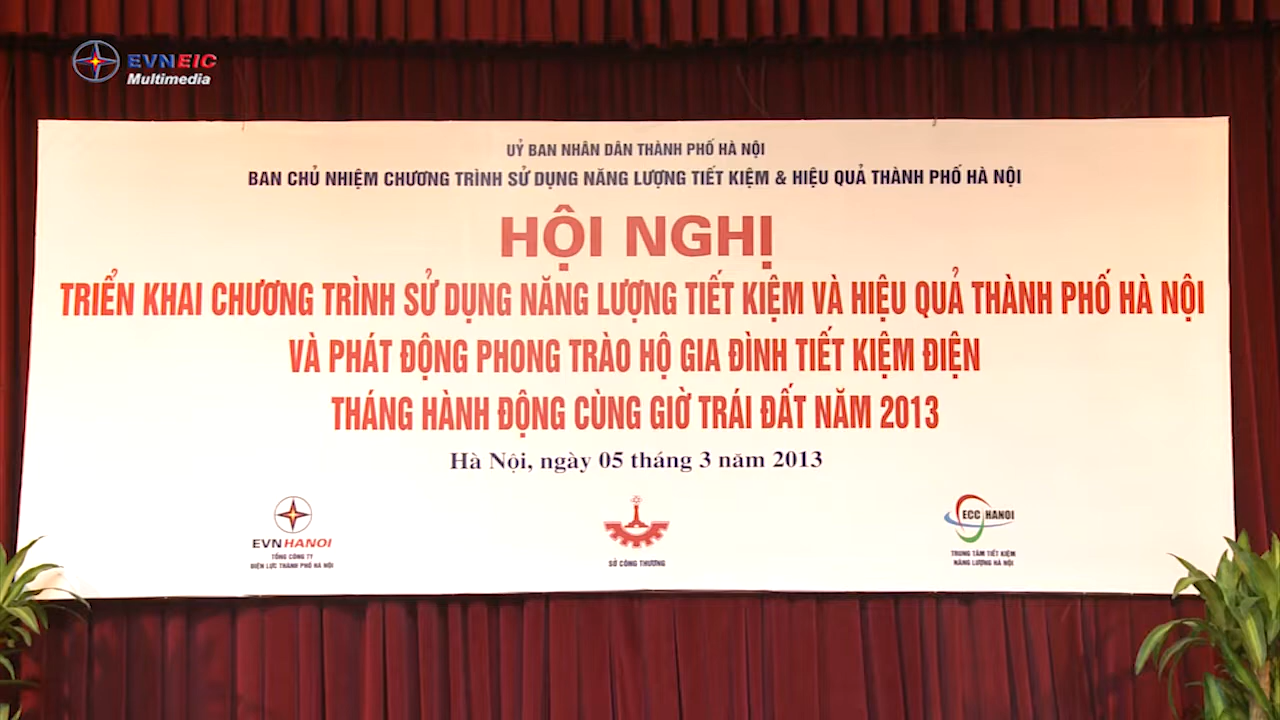 EVNEIC
Multimedia
UỶ BAN NHÂN DÂN THÀNH PHỐ HÀ NỘI
BAN CHỦ NHIỆM CHƯƠNG TRÌNH SỬ DỤNG NĂNG LƯỢNG TIẾT KIỆM & HIỆU QUẢ THÀNH PHỐ HÀ NỘI
HỘI NGHỊ
TRIỂN KHAI CHƯƠNG TRÌNH SỬ DỤNG NĂNG LƯỢNG TIẾT KIỆM VÀ HIỆU QUẢ THÀNH PHỐ HÀ NỘI
VÀ PHÁT ĐỘNG PHONG TRÀO HỘ GIA ĐÌNH TIẾT KIỆM ĐIỆN
THÁNG HÀNH ĐỘNG CÙNG GIỜ TRÁI ĐẤT NĂM 2013
Hà Nội, ngày 05 tháng 3 năm 2013
EVNHANOI
TỔNG CÔNG TY
ĐIỆN LỰC THÀNH PHỐ HÀ NỘI
SỞ CÔNG THƯƠNG
ECC HANOI
TRUNG TÂM TIẾT KIỆM
NĂNG LƯỢNG HÀ NỘI